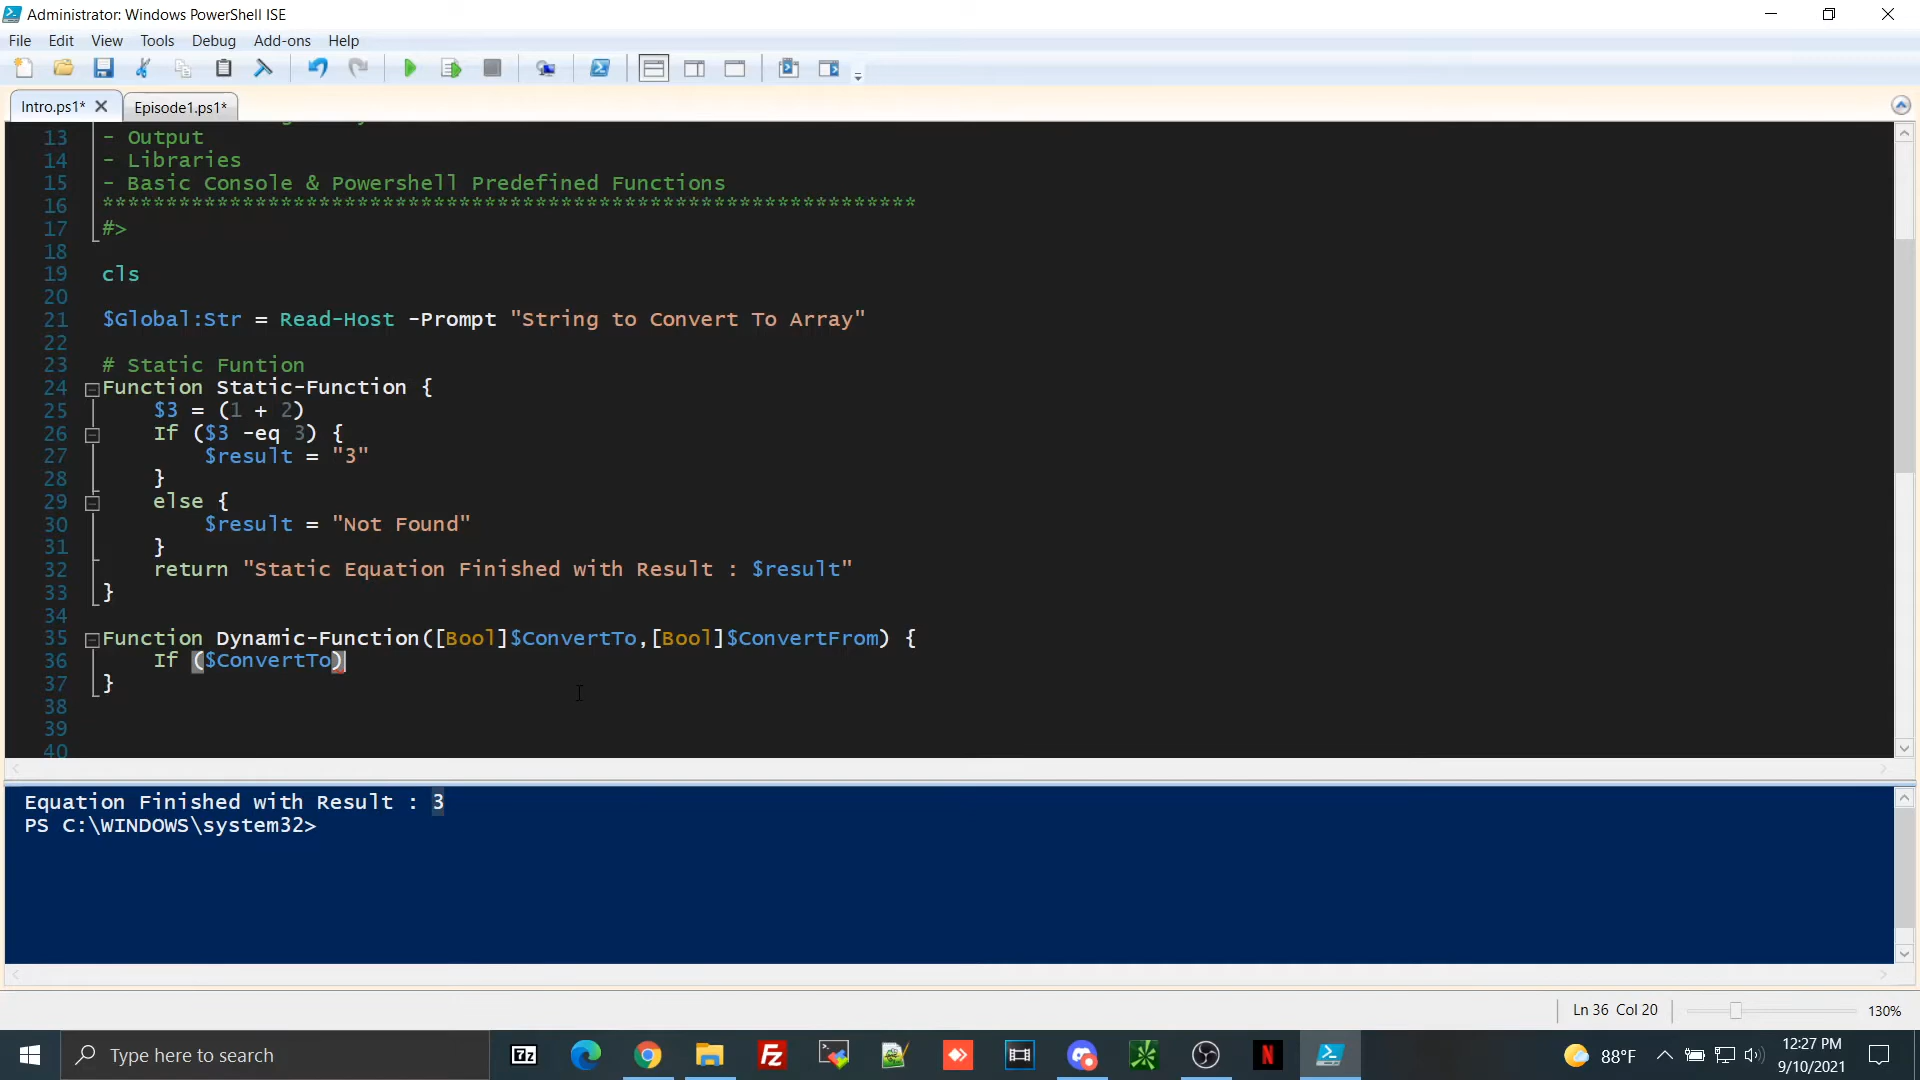 Administrator: Windows PowerShell ISE
File Edit View Tools Debug Add-ons Help
Intro.ps1* Episode1.ps1*
13 - Output
14 - Libraries
15 - Basic Console & Powershell Predefined Functions
16 ****************************************************************
17 #>
18
19 cls
20
21 $Global:Str = Read-Host -Prompt "String to Convert To Array"
22
23 # Static Funtion
24 Function Static-Function {
25 $3 = (1 + 2)
26 If ($3 -eq 3) {
27 $result = "3"
28 }
29 else {
30 $result = "Not Found"
31 }
32 return "Static Equation Finished with Result : $result"
33 }
34
35 Function Dynamic-Function([Bool]$ConvertTo,[Bool]$ConvertFrom) {
36 If ($ConvertTo)
37 }
38
39
40
Equation Finished with Result : 3
PS C:\WINDOWS\system32>
Ln 36 Col 20 130%
Type here to search
7z
Fz
N
88°F
12:27 PM
9/10/2021